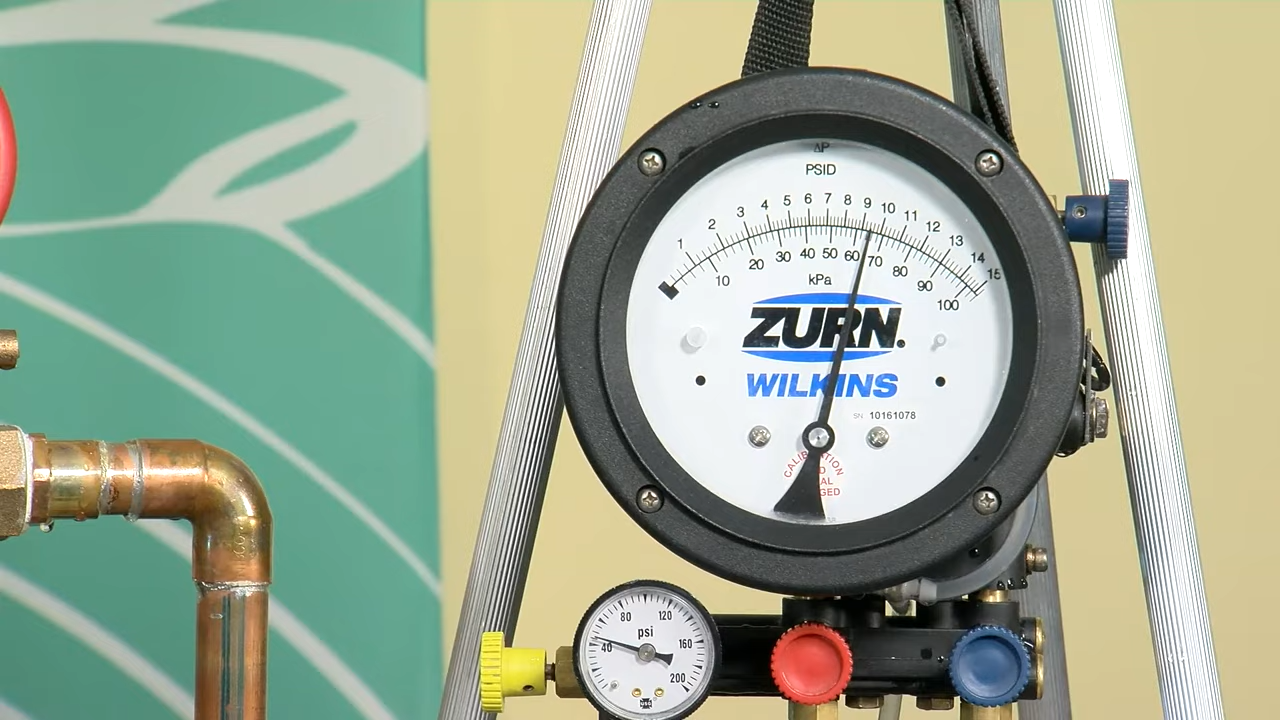 ΔP
PSID
1 2 3 4 5 6 7 8 9 10 11 12 13 14 15
10 20 30 40 50 60 70 80 90 100
kPa
ZURN.
WILKINS
SN 10161078
CALIBRATION
40 80 120 160 200
psi